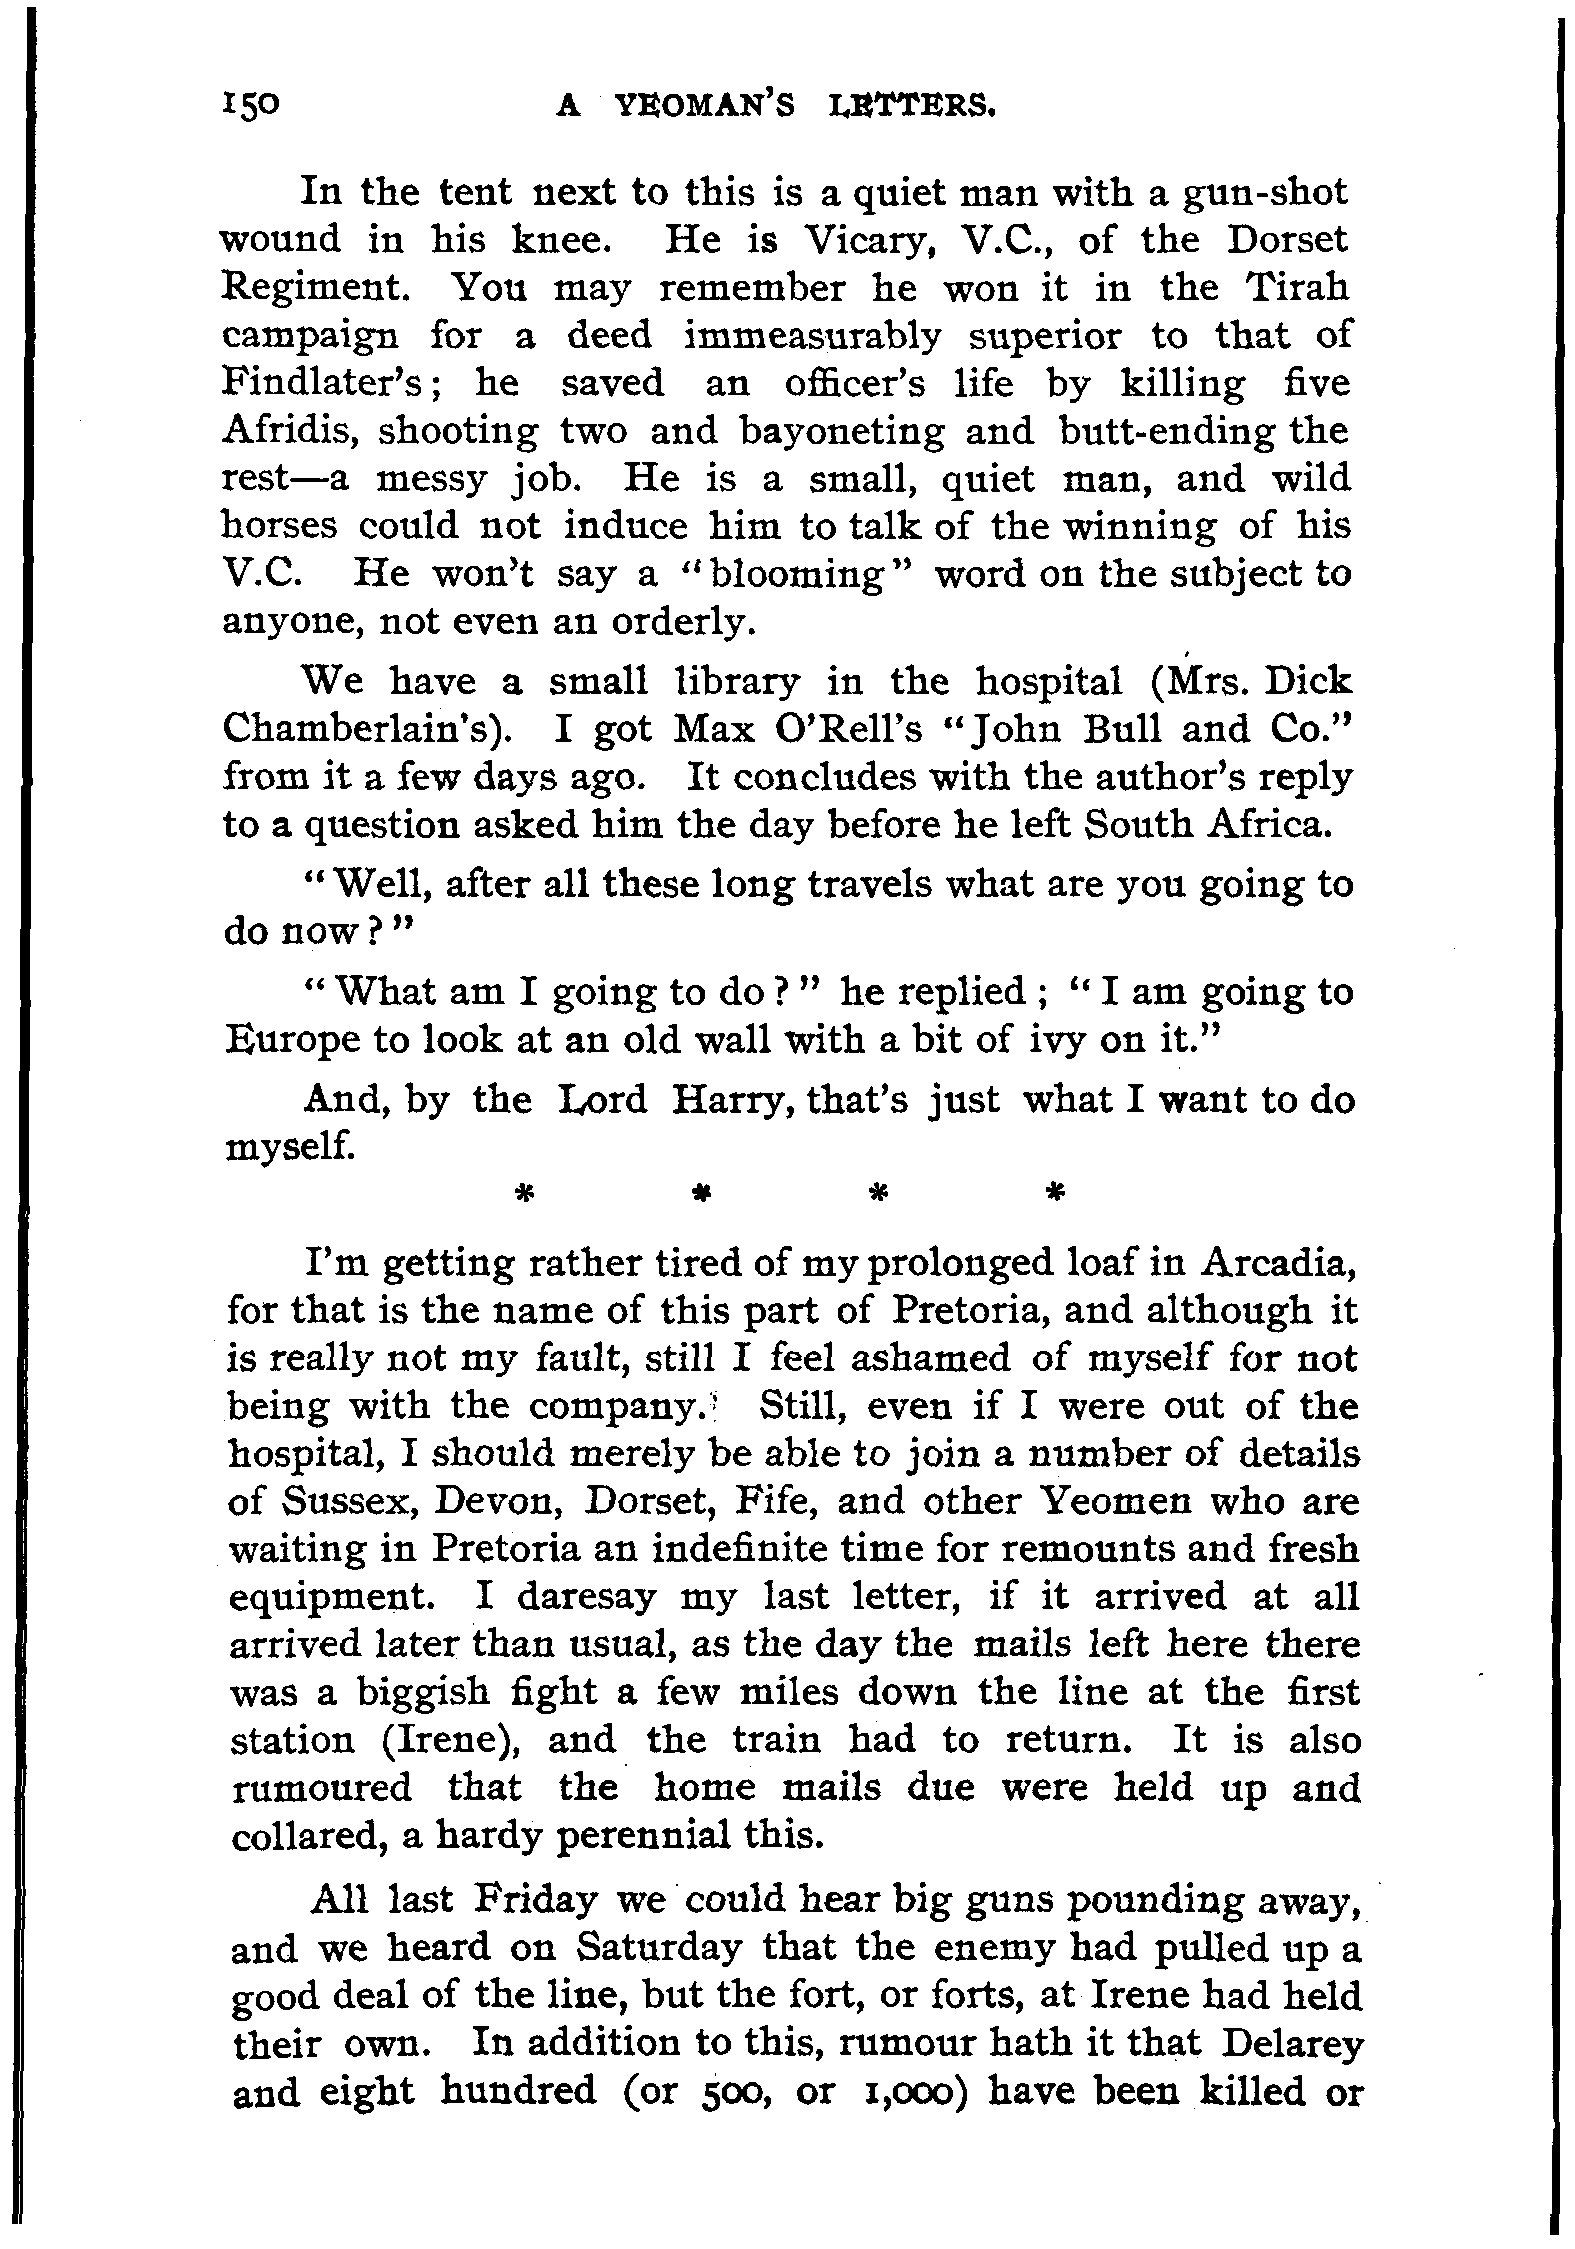 150 A YEOMAN'S LETTERS.
In the tent next to this is a quiet man with a gun-shot
wound in his knee. He is Vicary, V.C., of the Dorset
Regiment. You may remember he won it in the Tirah
campaign for a deed immeasurably superior to that of
Findlater's; he saved an officer's life by killing five
Afridis, shooting two and bayoneting and butt-ending the
rest—a messy job. He is a small, quiet man, and wild
horses could not induce him to talk of the winning of his
V.C. He won't say a "blooming" word on the subject to
anyone, not even an orderly.
We have a small library in the hospital (Mrs. Dick
Chamberlain's). I got Max O'Rell's "John Bull and Co."
from it a few days ago. It concludes with the author's reply
to a question asked him the day before he left South Africa.
"Well, after all these long travels what are you going to
do now?"
"What am I going to do?" he replied; "I am going to
Europe to look at an old wall with a bit of ivy on it."
And, by the Lord Harry, that's just what I want to do
myself.
* * * *
I'm getting rather tired of my prolonged loaf in Arcadia,
for that is the name of this part of Pretoria, and although it
is really not my fault, still I feel ashamed of myself for not
being with the company. Still, even if I were out of the
hospital, I should merely be able to join a number of details
of Sussex, Devon, Dorset, Fife, and other Yeomen who are
waiting in Pretoria an indefinite time for remounts and fresh
equipment. I daresay my last letter, if it arrived at all
arrived later than usual, as the day the mails left here there
was a biggish fight a few miles down the line at the first
station (Irene), and the train had to return. It is also
rumoured that the home mails due were held up and
collared, a hardy perennial this.
All last Friday we could hear big guns pounding away,
and we heard on Saturday that the enemy had pulled up a
good deal of the line, but the fort, or forts, at Irene had held
their own. In addition to this, rumour hath it that Delarey
and eight hundred (or 500, or 1,000) have been killed or